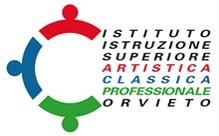 ISTITUTO
ISTRUZIONE
SUPERIORE
ARTISTICA
CLASSICA
PROFESSIONALE
ORVIETO